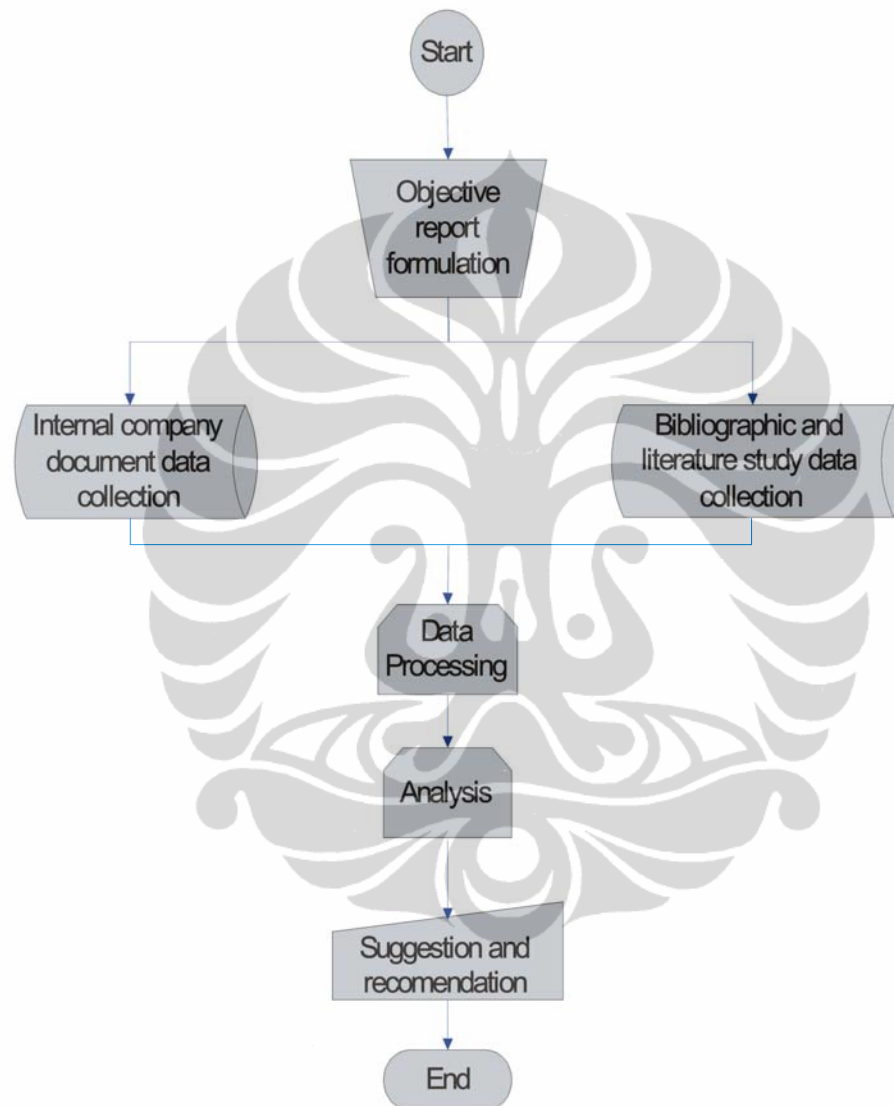 Start
Objective
report
formulation
Internal company
document data
collection
Bibliographic and
literature study data
collection
Data
Processing
Analysis
Suggestion and
recomendation
End